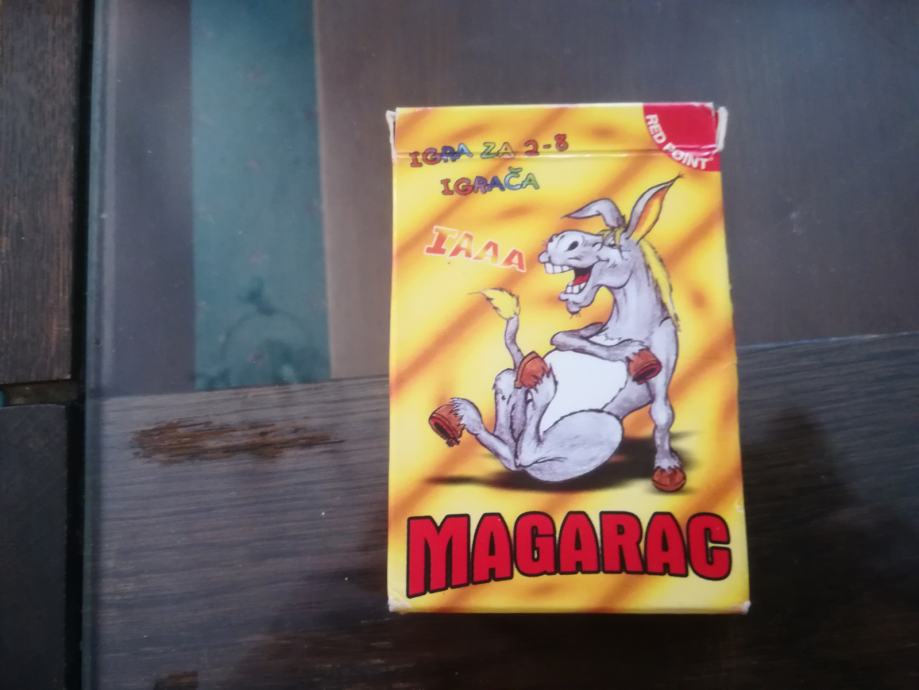 RED POINT
IGRA ZA 2-8
IGRAČA
IAAA
MAGARAC